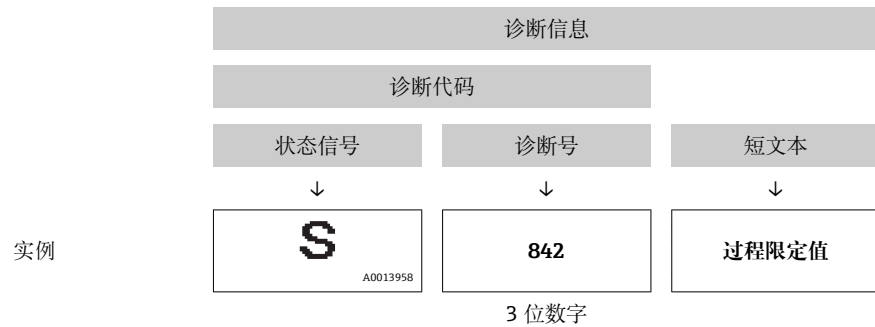 诊断信息
诊断代码
状态信号 诊断号 短文本
↓ ↓ ↓
实例 S 842 过程限定值
A0013958
3 位数字